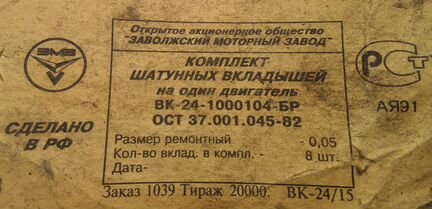 Открытое акционерное общество
"ЗАВОЛЖСКИЙ МОТОРНЫЙ ЗАВОД"
ЗМЗ
КОМПЛЕКТ
ШАТУННЫХ ВКЛАДЫШЕЙ
на один двигатель
ВК-24-1000104-БР
ОСТ 37.001.045-82
РСТ
АЯ91
СДЕЛАНО
В РФ
Размер ремонтный - 0,05
Кол-во вклад. в компл. - 8 шт.
Заказ 1039 Тираж 20000. ВК-24/15